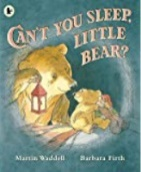 CAN'T YOU SLEEP,
LITTLE
BEAR?
Martin Waddell Barbara Firth